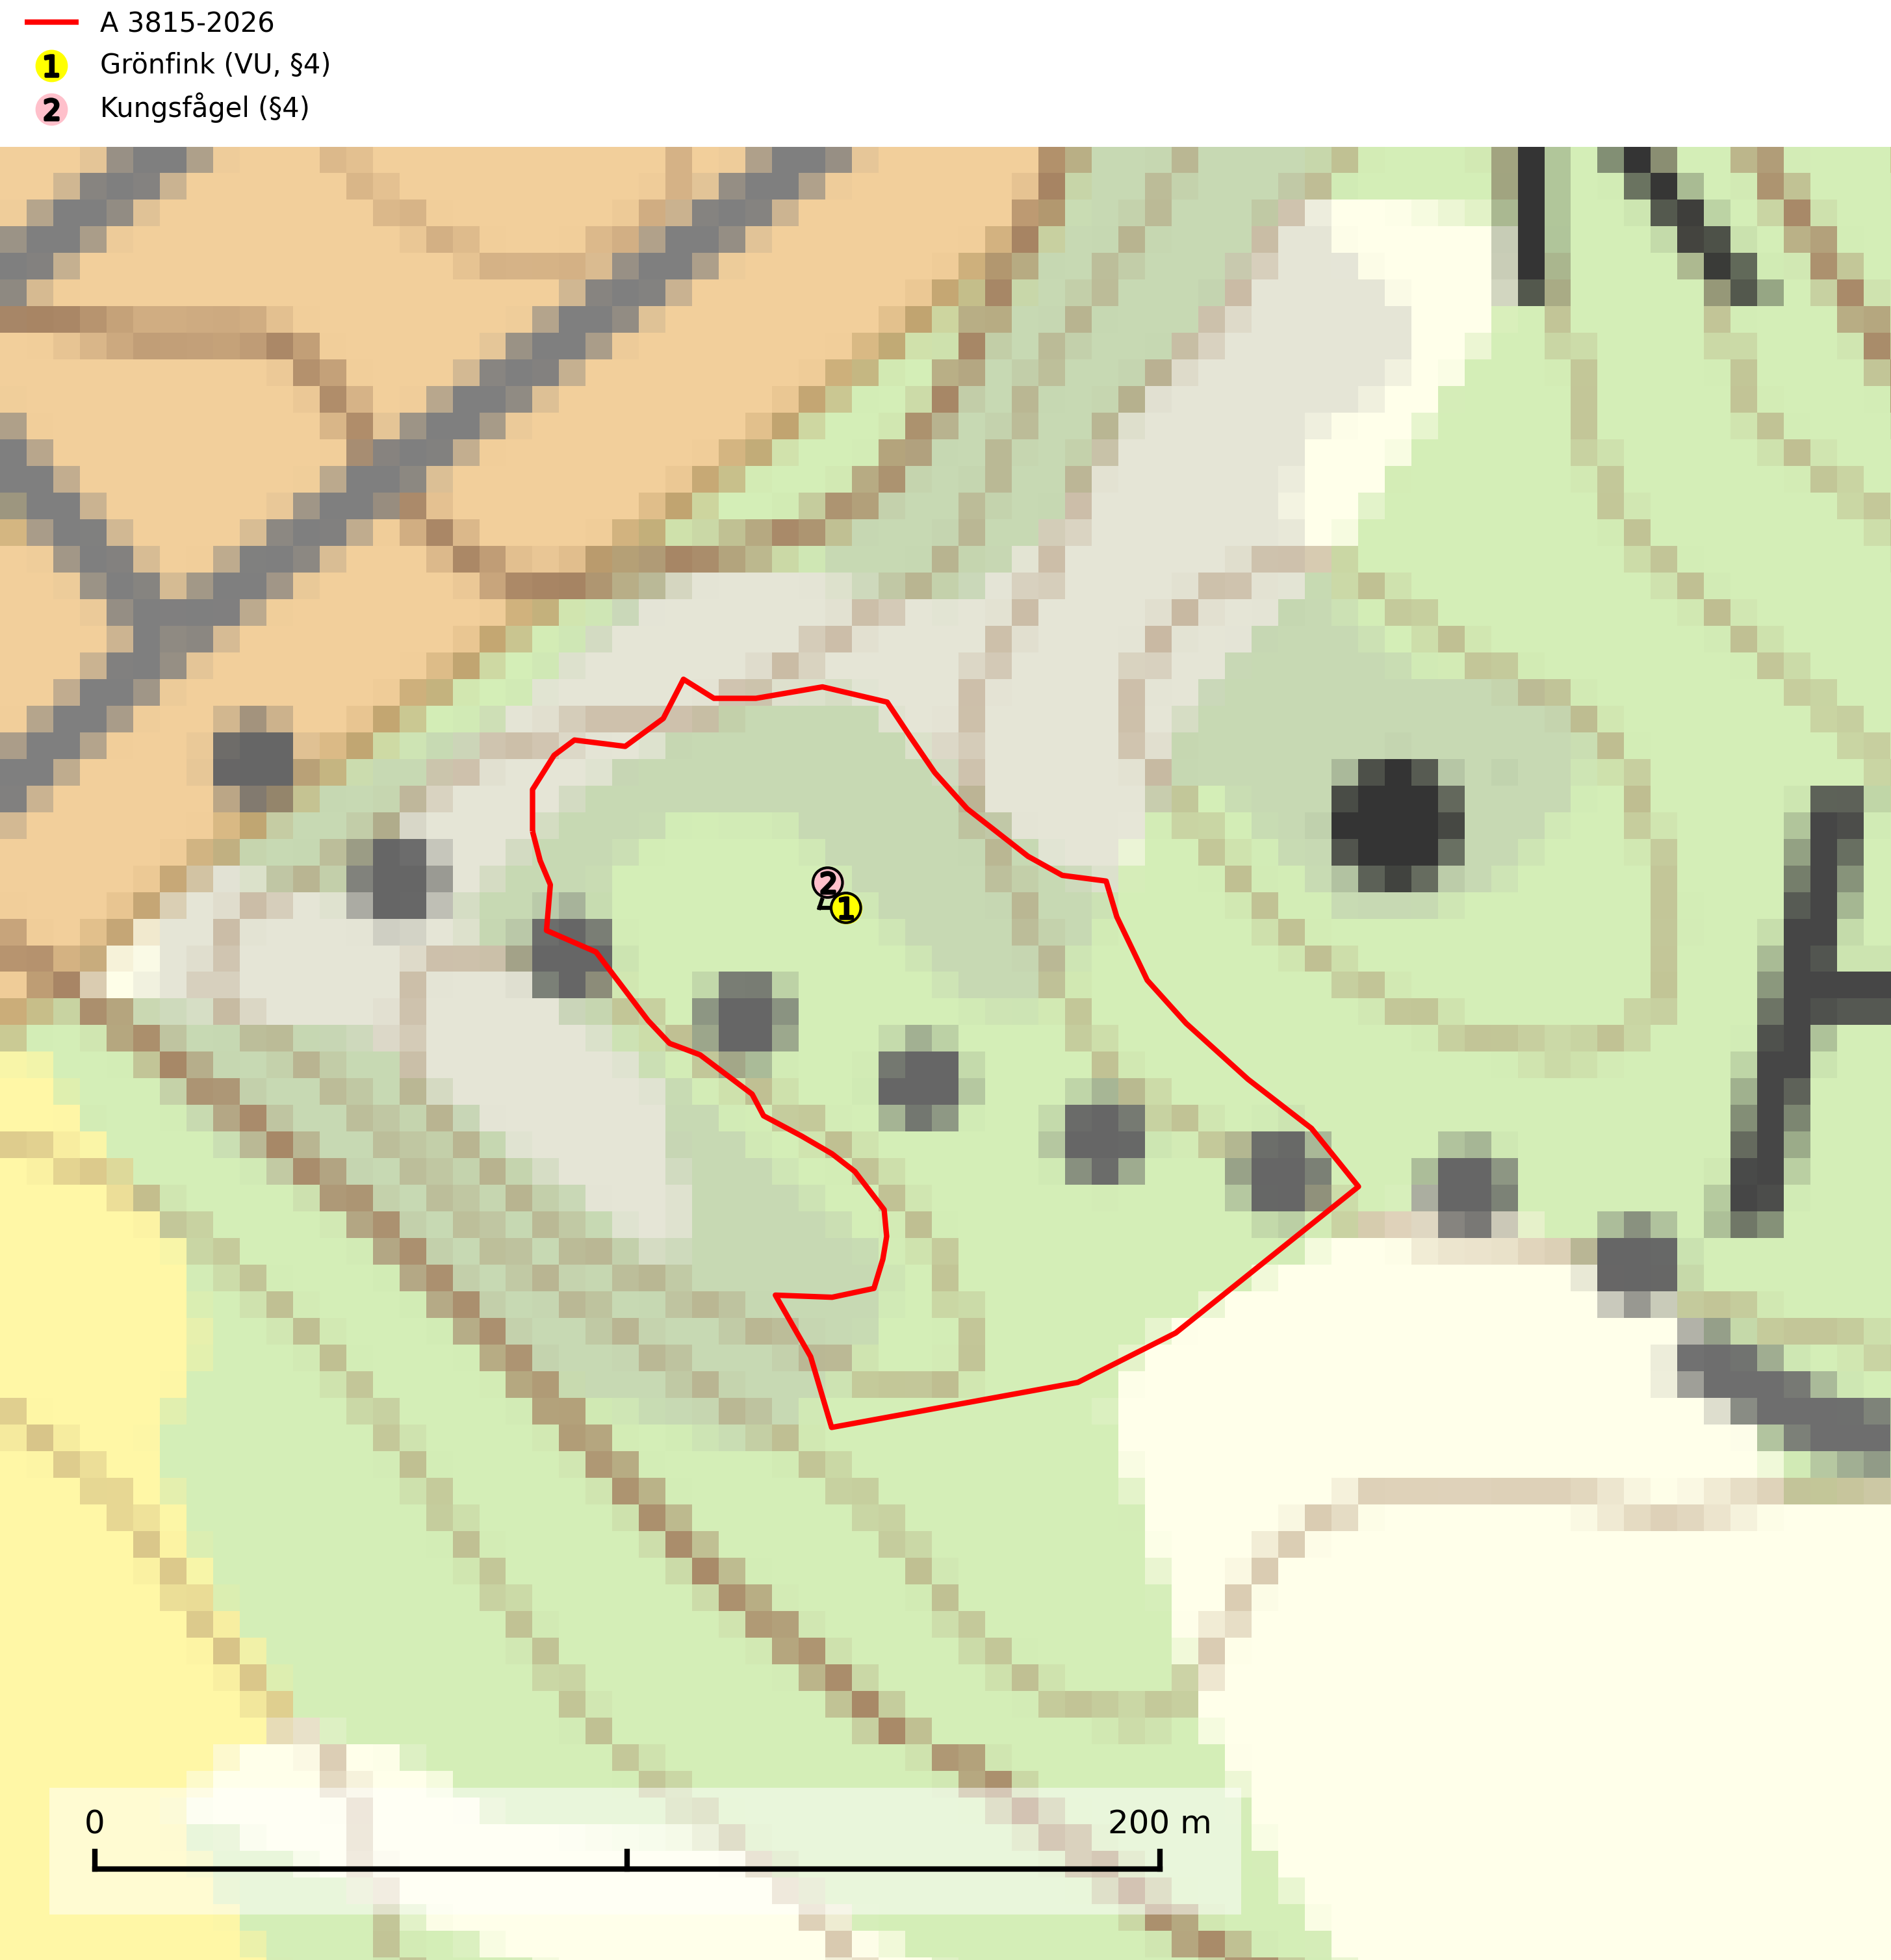 A 3815-2026
1 Grönfink (VU, §4)
2 Kungsfågel (§4)
2
1
0 200 m